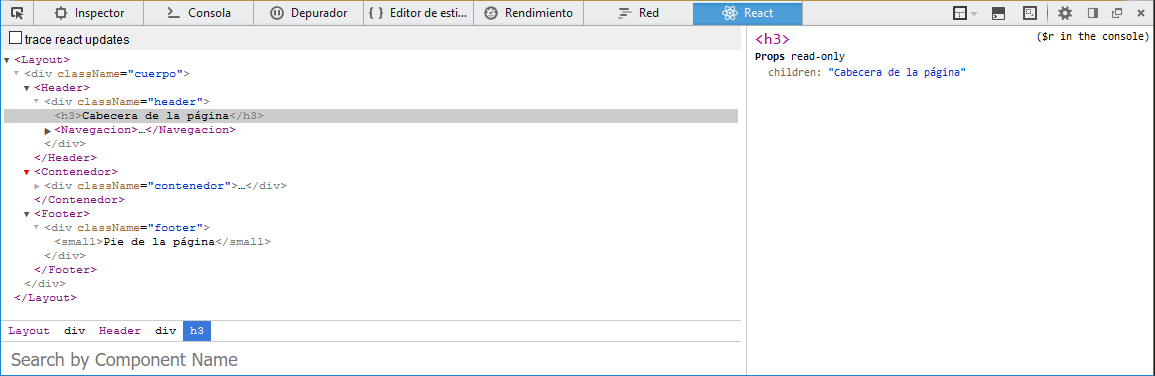 Inspector Consola Depurador { } Editor de esti... Rendimiento Red React
trace react updates
<Layout>
<div className="cuerpo">
<Header>
<div className="header">
<h3>Cabecera de la página</h3>
<Navegacion>…</Navegacion>
</div>
</Header>
<Contenedor>
<div className="contenedor">…</div>
</Contenedor>
<Footer>
<div className="footer">
<small>Pie de la página</small>
</div>
</Footer>
</div>
</Layout>
Layout div Header div h3
Search by Component Name
<h3> ($r in the console)
Props read-only
children: "Cabecera de la página"